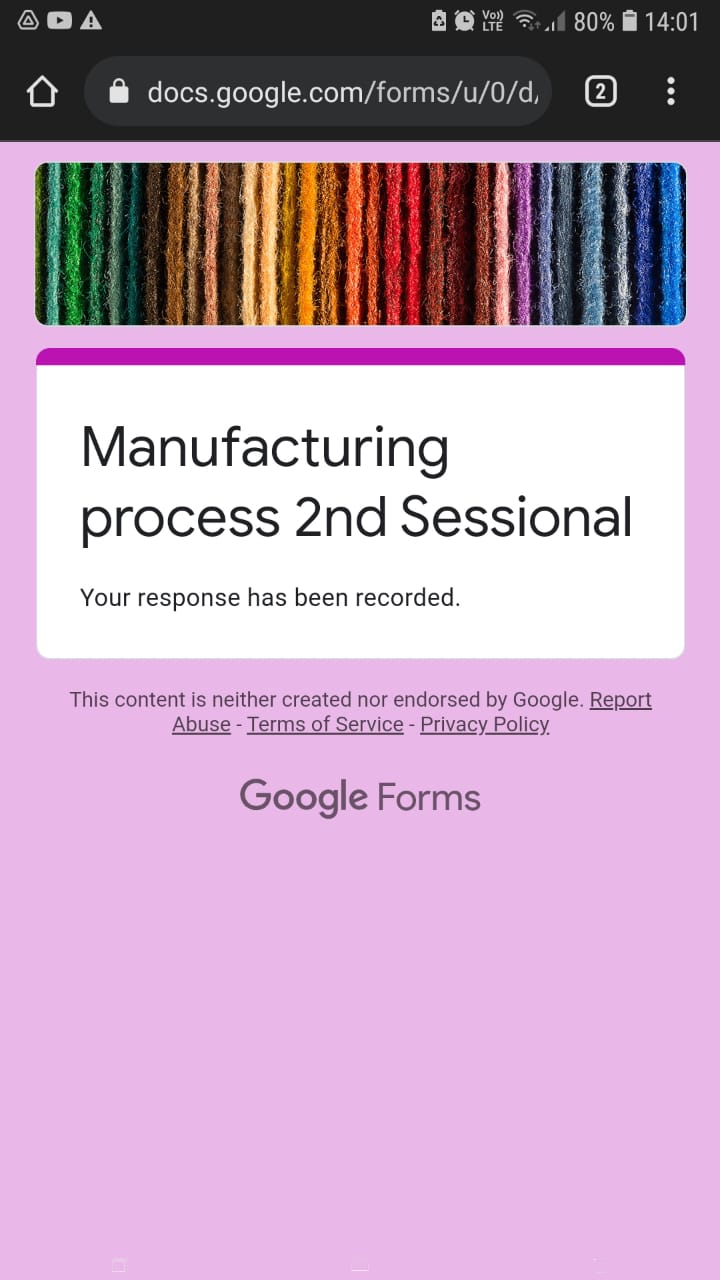 Vo))
LTE
80%
14:01
docs.google.com/forms/u/0/d/
2
Manufacturing
process 2nd Sessional
Your response has been recorded.
This content is neither created nor endorsed by Google. Report
Abuse - Terms of Service - Privacy Policy
Google Forms